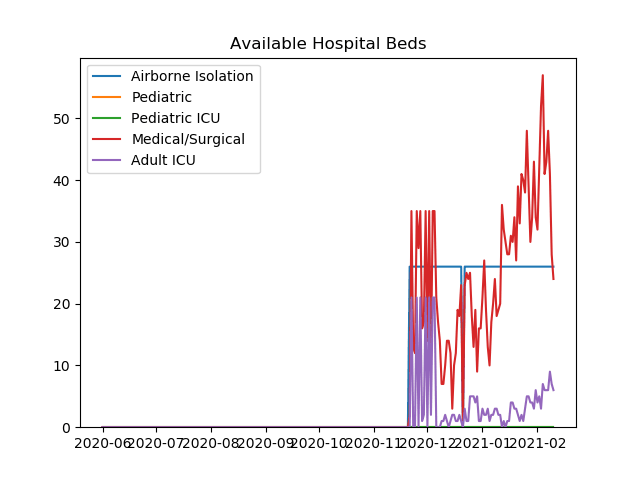 Available Hospital Beds
Airborne Isolation
Pediatric
Pediatric ICU
Medical/Surgical
Adult ICU
50
40
30
20
10
0
2020-06 2020-07 2020-08 2020-09 2020-10 2020-11 2020-12 2021-01 2021-02